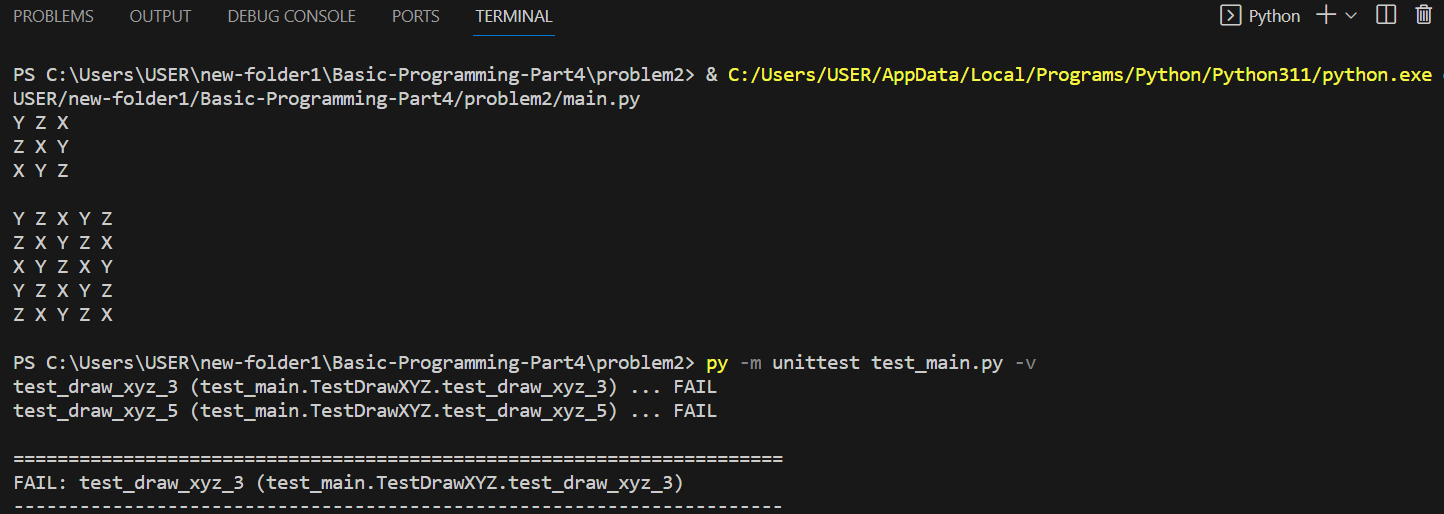 PROBLEMS OUTPUT DEBUG CONSOLE PORTS TERMINAL Python
PS C:\Users\USER\new-folder1\Basic-Programming-Part4\problem2> & C:/Users/USER/AppData/Local/Programs/Python/Python311/python.exe
USER/new-folder1/Basic-Programming-Part4/problem2/main.py
Y Z X
Z X Y
X Y Z
Y Z X Y Z
Z X Y Z X
X Y Z X Y
Y Z X Y Z
Z X Y Z X
PS C:\Users\USER\new-folder1\Basic-Programming-Part4\problem2> py -m unittest test_main.py -v
test_draw_xyz_3 (test_main.TestDrawXYZ.test_draw_xyz_3) ... FAIL
test_draw_xyz_5 (test_main.TestDrawXYZ.test_draw_xyz_5) ... FAIL
======================================================================
FAIL: test_draw_xyz_3 (test_main.TestDrawXYZ.test_draw_xyz_3)
----------------------------------------------------------------------